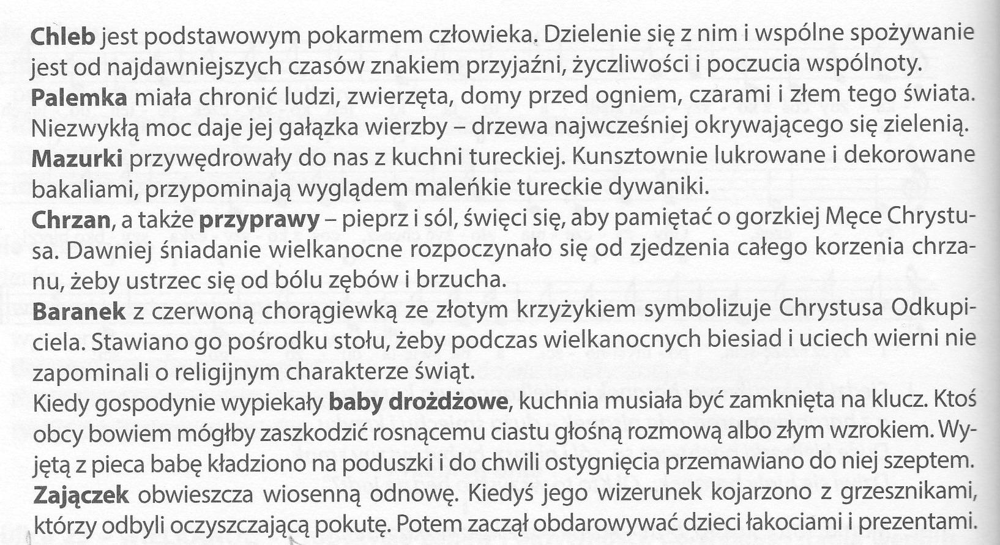 Chleb jest podstawowym pokarmem człowieka. Dzielenie się z nim i wspólne spożywanie
jest od najdawniejszych czasów znakiem przyjaźni, życzliwości i poczucia wspólnoty.
Palemka miała chronić ludzi, zwierzęta, domy przed ogniem, czarami i złem tego świata.
Niezwykłą moc daje jej gałązka wierzby – drzewa najwcześniej okrywającego się zielenią.
Mazurki przywędrowały do nas z kuchni tureckiej. Kunsztownie lukrowane i dekorowane
bakaliami, przypominają wyglądem maleńkie tureckie dywaniki.
Chrzan, a także przyprawy – pieprz i sól, święci się, aby pamiętać o gorzkiej Męce Chrystu-
sa. Dawniej śniadanie wielkanocne rozpoczynało się od zjedzenia całego korzenia chrza-
nu, żeby ustrzec się od bólu zębów i brzucha.
Baranek z czerwoną chorągiewką ze złotym krzyżykiem symbolizuje Chrystusa Odkupi-
ciela. Stawiano go pośrodku stołu, żeby podczas wielkanocnych biesiad i uciech wierni nie
zapominali o religijnym charakterze świąt.
Kiedy gospodynie wypiekały baby drożdżowe, kuchnia musiała być zamknięta na klucz. Ktoś
obcy bowiem mógłby zaszkodzić rosnącemu ciastu głośną rozmową albo złym wzrokiem. Wy-
jętą z pieca babę kładziono na poduszki i do chwili ostygnięcia przemawiano do niej szeptem.
Zajączek obwieszcza wiosenną odnowę. Kiedyś jego wizerunek kojarzono z grzesznikami,
którzy odbyli oczyszczającą pokutę. Potem zaczął obdarowywać dzieci łakociami i prezentami.